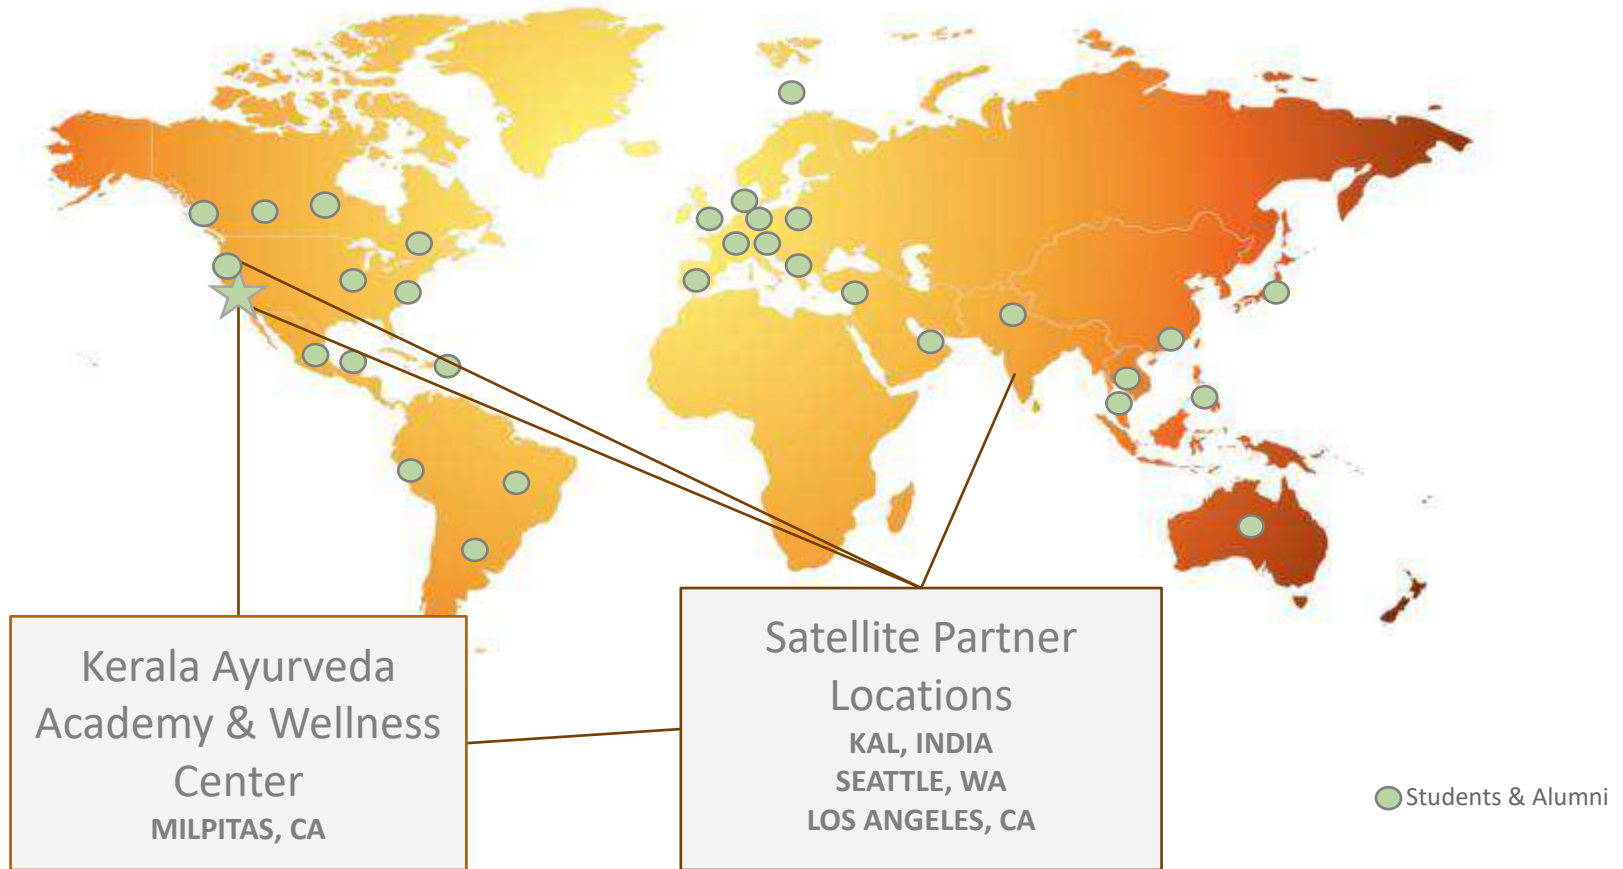 Kerala Ayurveda
Academy & Wellness
Center
MILPITAS, CA
Satellite Partner
Locations
KAL, INDIA
SEATTLE, WA
LOS ANGELES, CA
Students & Alumni